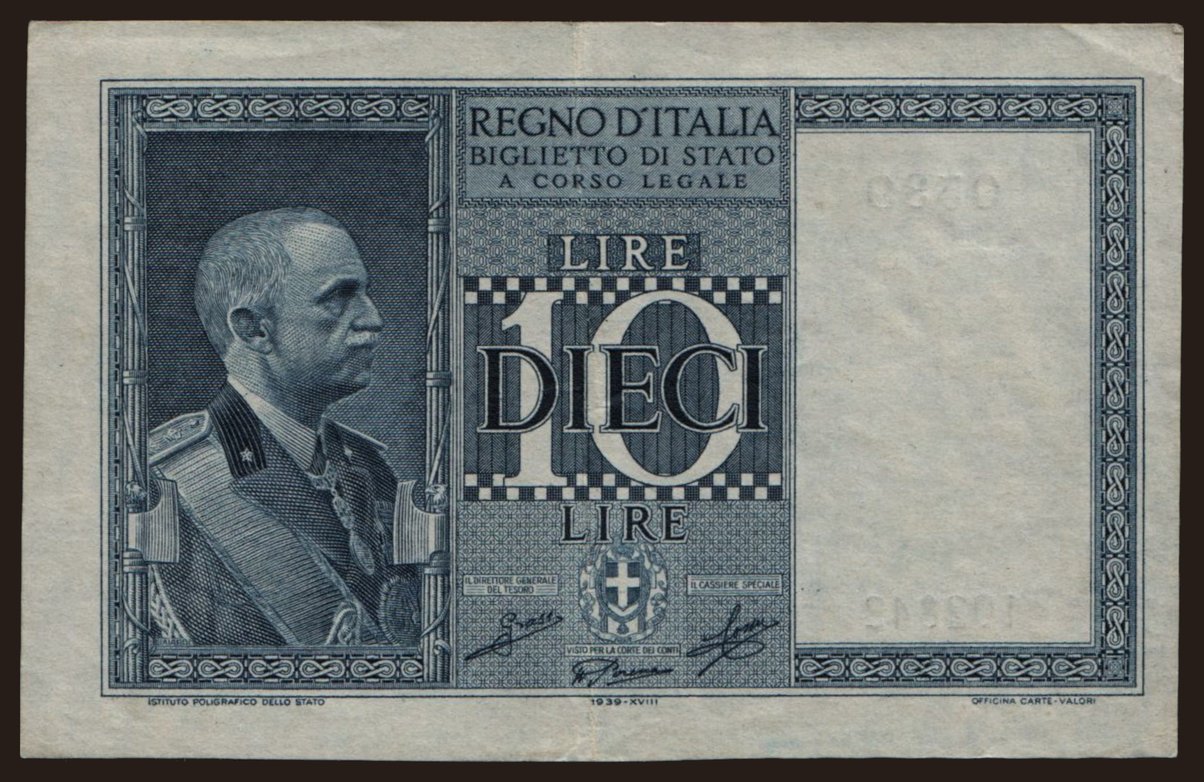 REGNO D'ITALIA
BIGLIETTO DI STATO
A CORSO LEGALE
LIRE
10
DIECI
LIRE
IL DIRETTORE GENERALE
DEL TESORO
IL CASSIERE SPECIALE
VISTO PER LA CORTE DEI CONTI
ISTITUTO POLIGRAFICO DELLO STATO
1939-XVIII
OFFICINA CARTE-VALORI